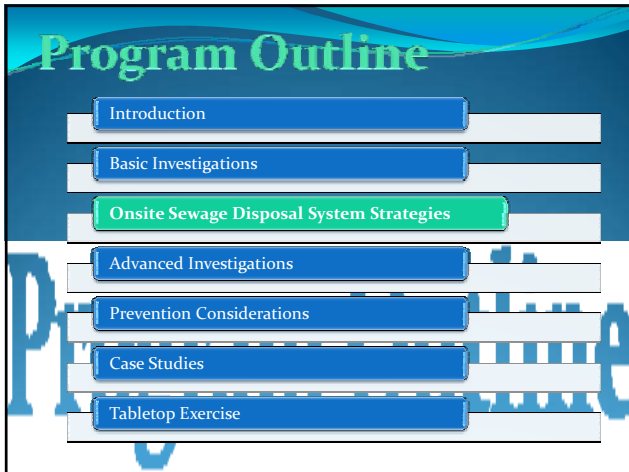 Program Outline
Introduction
Basic Investigations
Onsite Sewage Disposal System Strategies
Advanced Investigations
Prevention Considerations
Case Studies
Tabletop Exercise